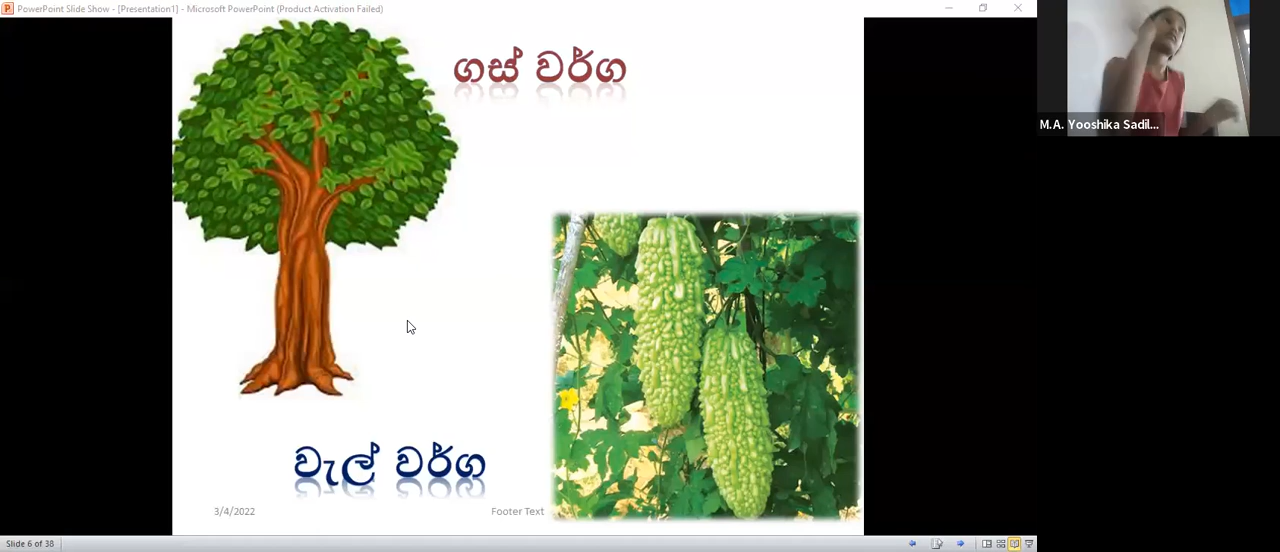 PowerPoint Slide Show - [Presentation1] - Microsoft PowerPoint (Product Activation Failed)
ගස් වර්ග
M.A. Yooshika Sadil...
වැල් වර්ග
3/4/2022
Footer Text
Slide 6 of 38